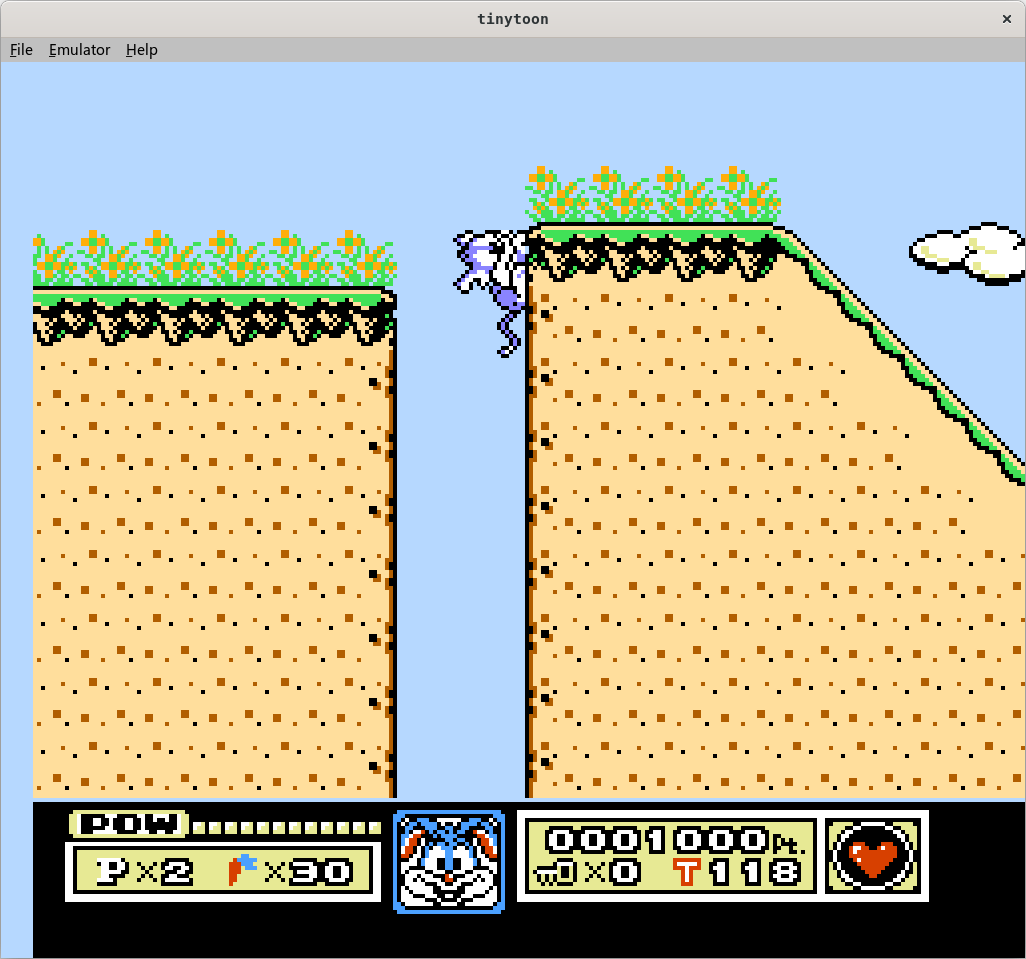 tinytoon
File Emulator Help
POW
P×2 ×30
0001000Pt.
×0 T118